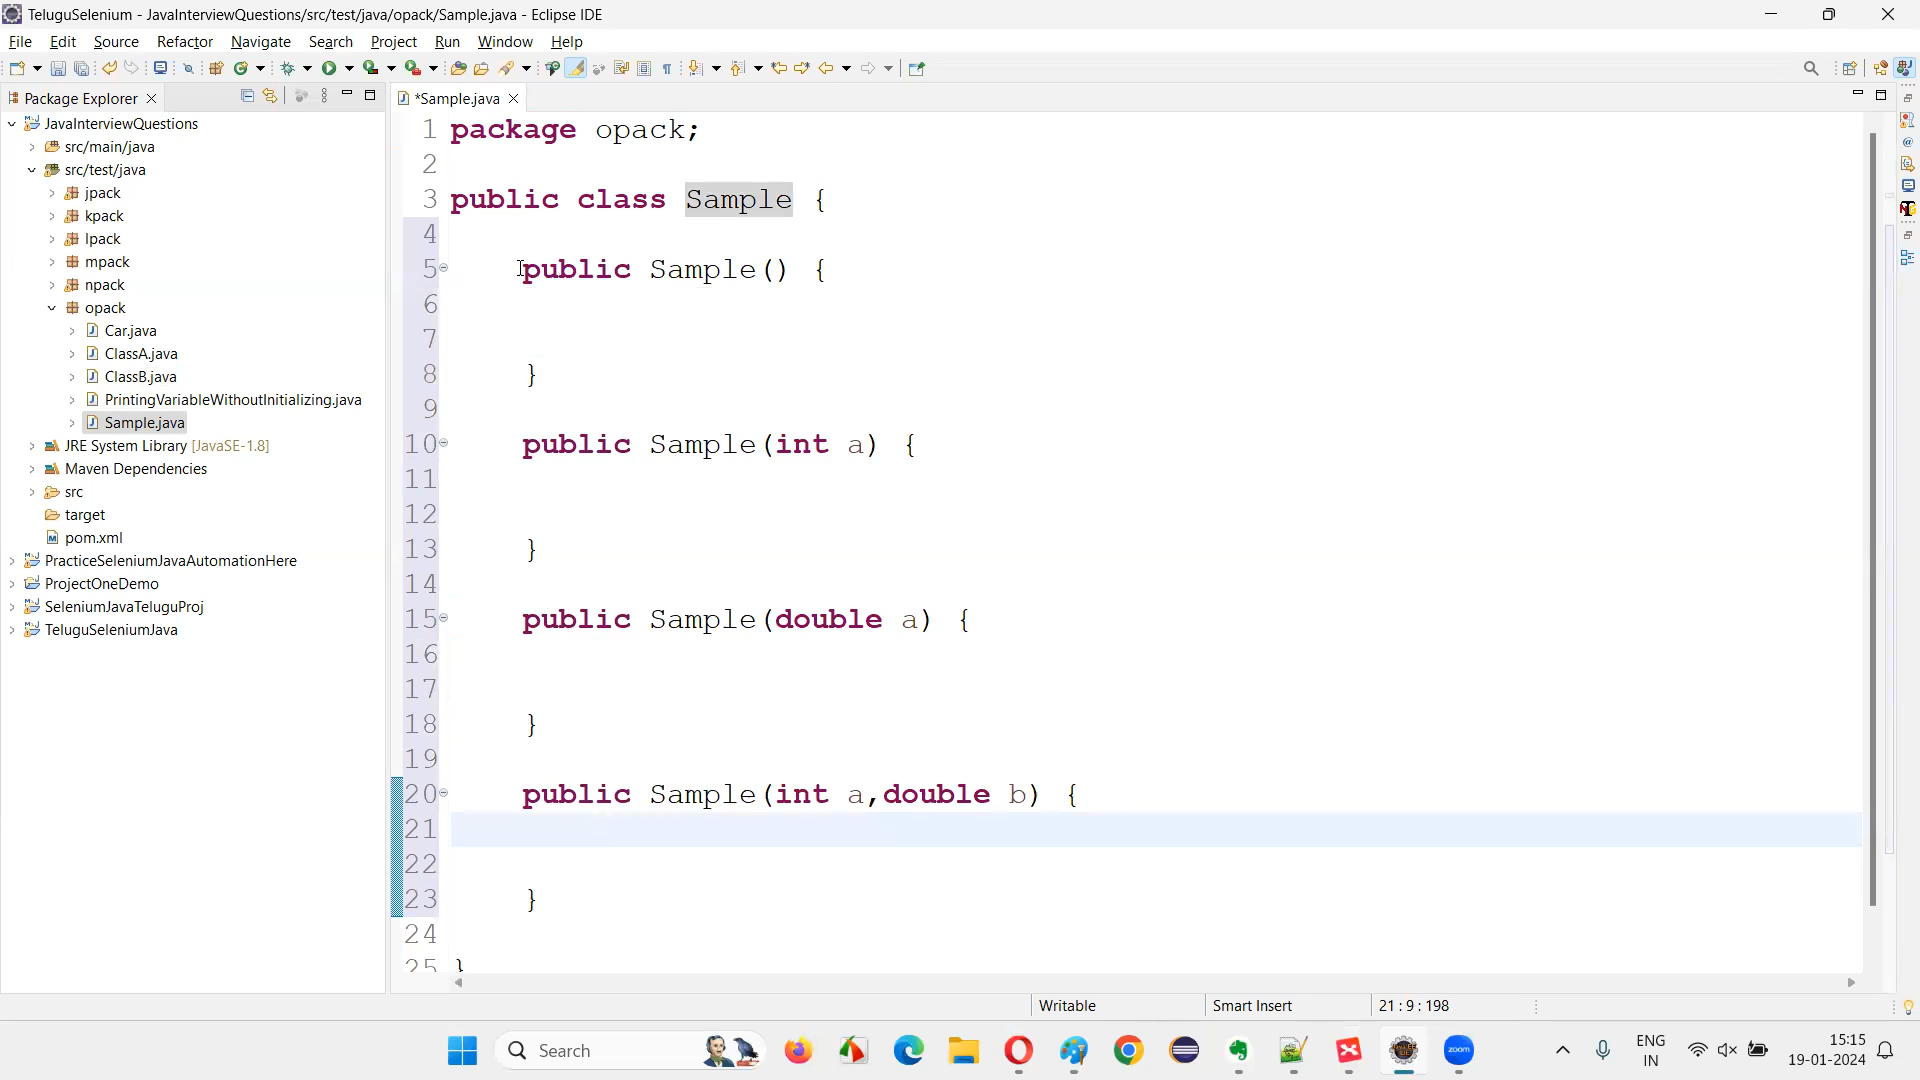 TeluguSelenium - JavaInterviewQuestions/src/test/java/opack/Sample.java - Eclipse IDE
File Edit Source Refactor Navigate Search Project Run Window Help
Package Explorer
*Sample.java
JavaInterviewQuestions
src/main/java
src/test/java
jpack
kpack
lpack
mpack
npack
opack
Car.java
ClassA.java
ClassB.java
PrintingVariableWithoutInitializing.java
Sample.java
JRE System Library [JavaSE-1.8]
Maven Dependencies
src
target
pom.xml
PracticeSeleniumJavaAutomationHere
ProjectOneDemo
SeleniumJavaTeluguProj
TeluguSeleniumJava
1 package opack;
2
3 public class Sample {
4
5 public Sample() {
6
7
8 }
9
10 public Sample(int a) {
11
12
13 }
14
15 public Sample(double a) {
16
17
18 }
19
20 public Sample(int a,double b) {
21
22
23 }
24
25 }
Writable Smart Insert 21 : 9 : 198
Search
zoom
ENG
IN
15:15
19-01-2024